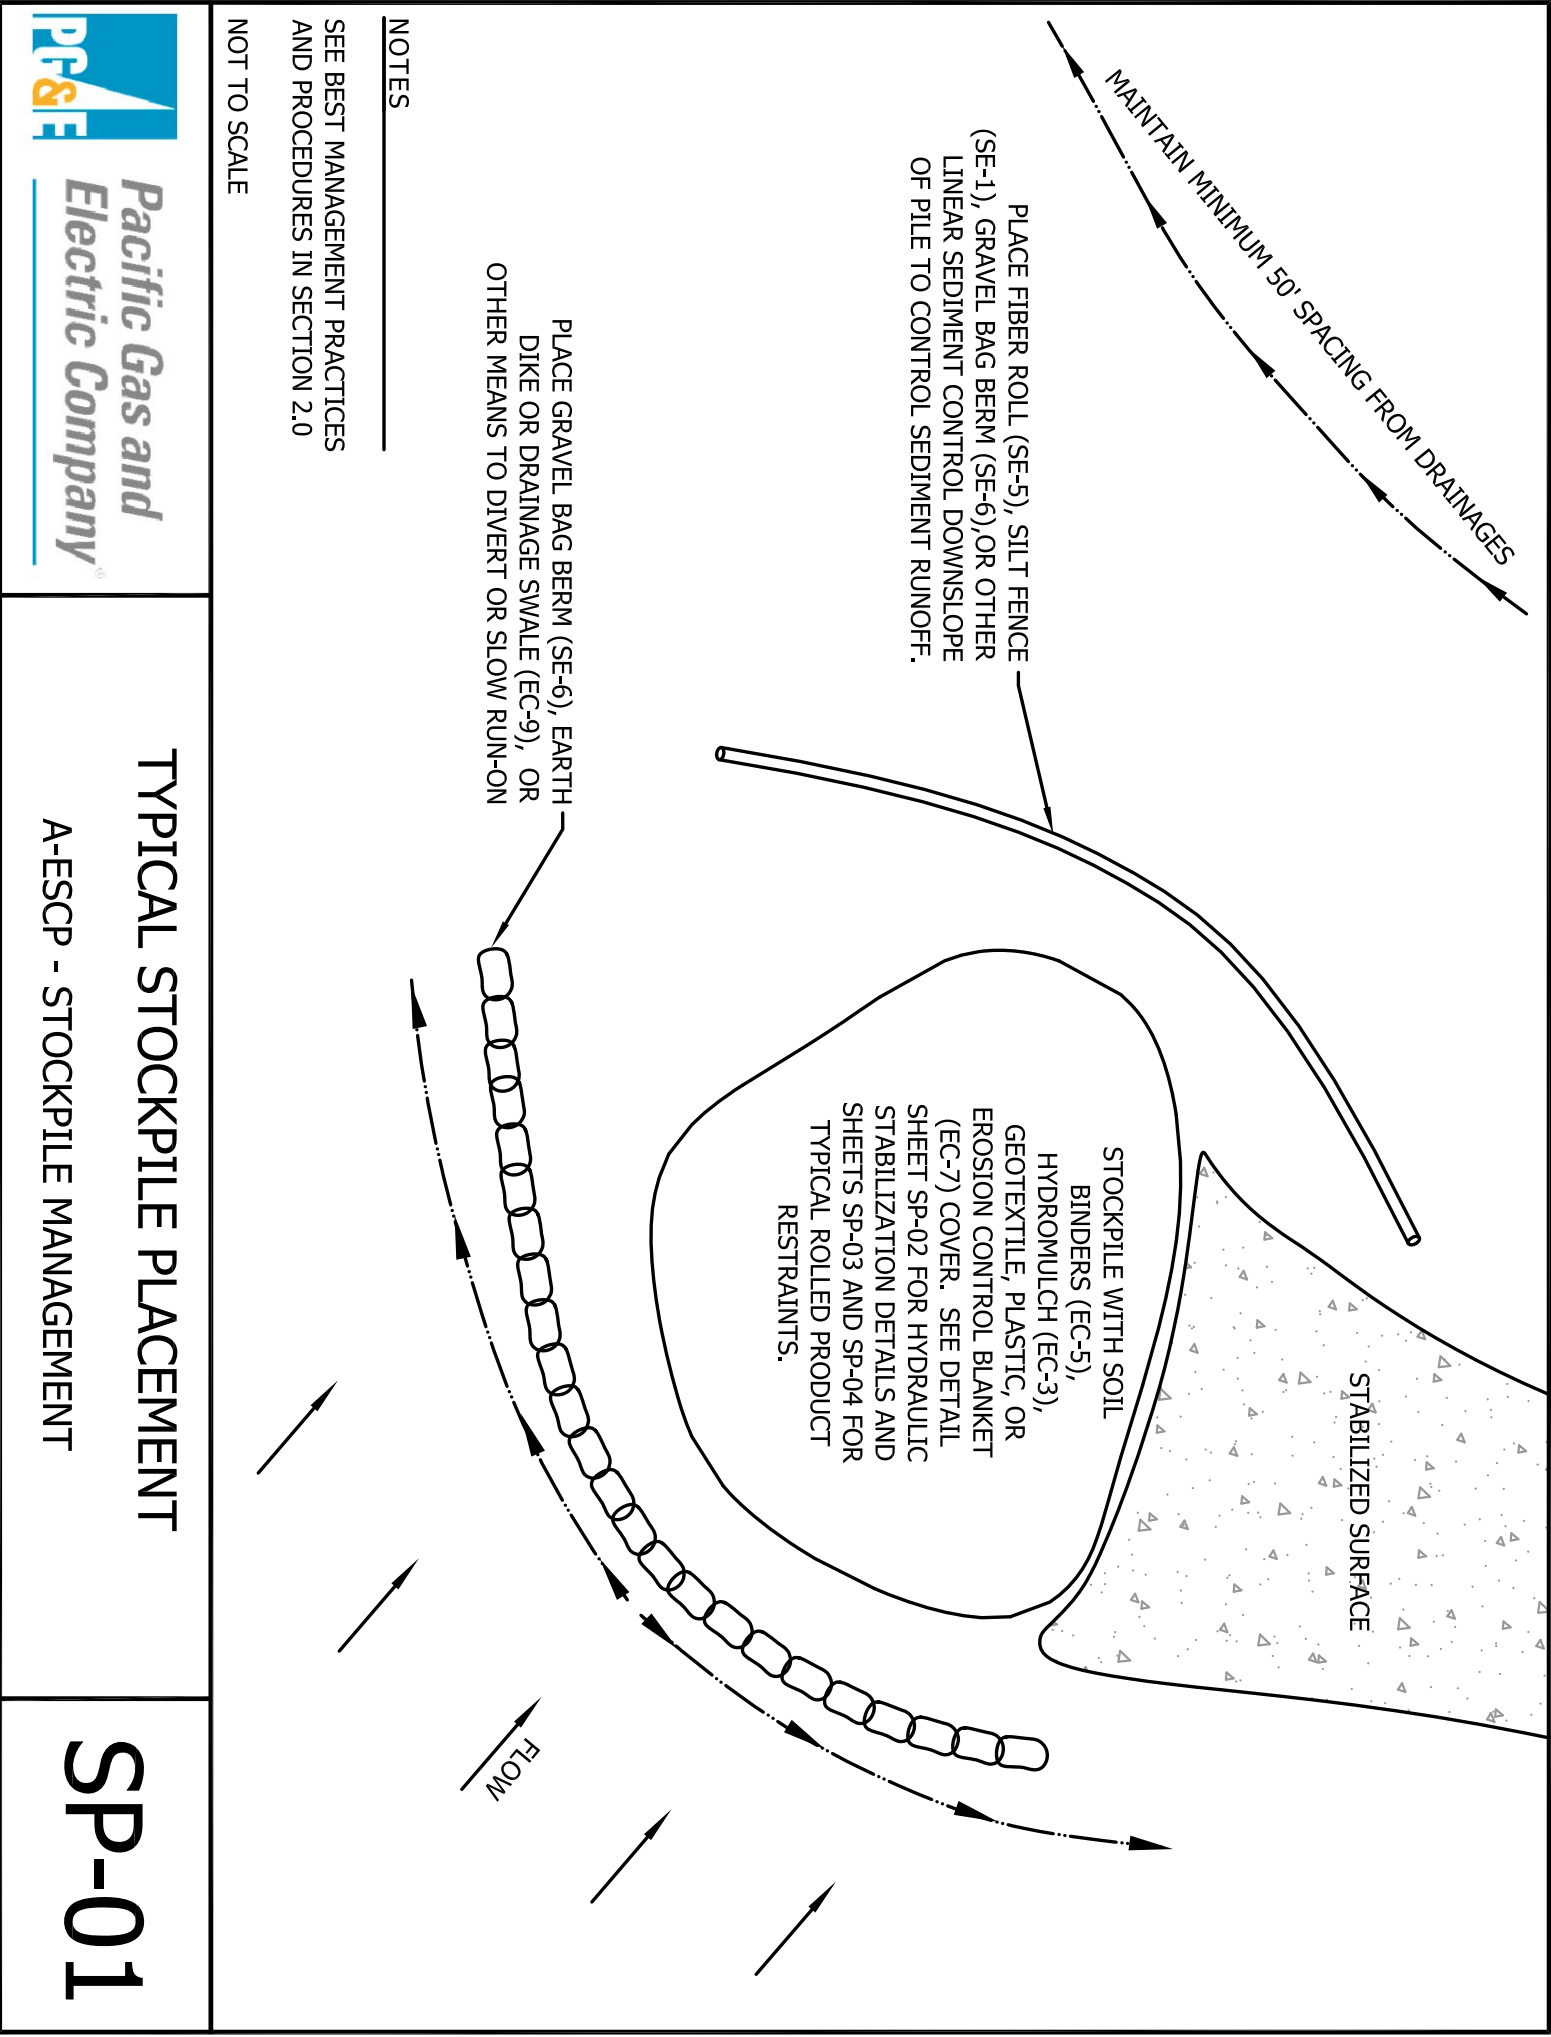 MAINTAIN MINIMUM 50' SPACING FROM DRAINAGES
PLACE FIBER ROLL (SE-5), SILT FENCE
(SE-1), GRAVEL BAG BERM (SE-6),OR OTHER
LINEAR SEDIMENT CONTROL DOWNSLOPE
OF PILE TO CONTROL SEDIMENT RUNOFF.
STABILIZED SURFACE
STOCKPILE WITH SOIL
BINDERS (EC-5),
HYDROMULCH (EC-3),
GEOTEXTILE, PLASTIC, OR
EROSION CONTROL BLANKET
(EC-7) COVER. SEE DETAIL
SHEET SP-02 FOR HYDRAULIC
STABILIZATION DETAILS AND
SHEETS SP-03 AND SP-04 FOR
TYPICAL ROLLED PRODUCT
RESTRAINTS.
PLACE GRAVEL BAG BERM (SE-6), EARTH
DIKE OR DRAINAGE SWALE (EC-9), OR
OTHER MEANS TO DIVERT OR SLOW RUN-ON
FLOW
NOTES
SEE BEST MANAGEMENT PRACTICES
AND PROCEDURES IN SECTION 2.0
NOT TO SCALE
PG&E
Pacific Gas and
Electric Company®
TYPICAL STOCKPILE PLACEMENT
A-ESCP - STOCKPILE MANAGEMENT
SP-01